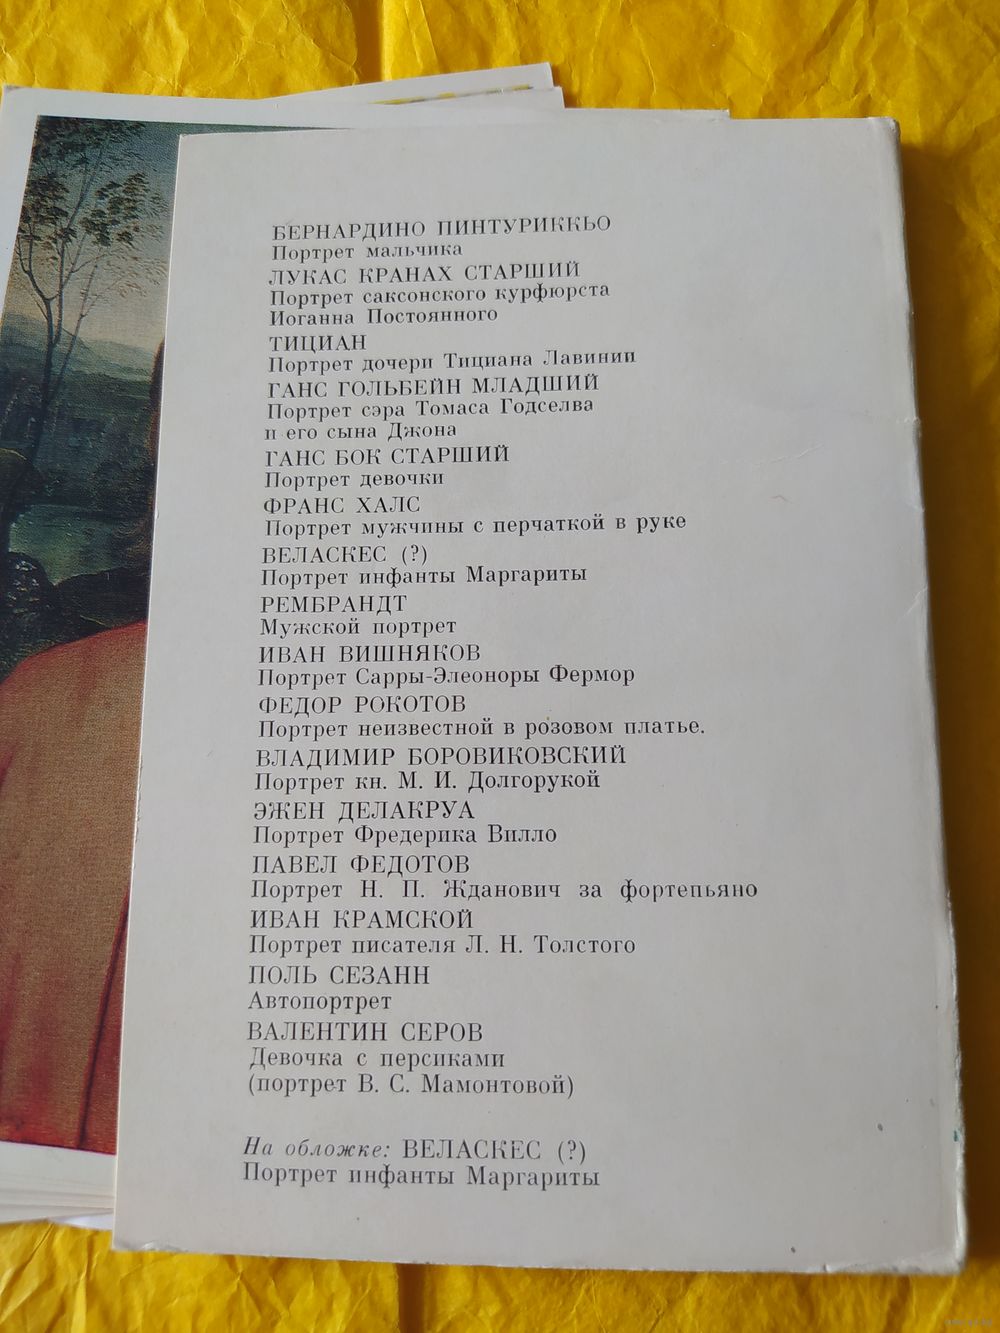 БЕРНАРДИНО ПИНТУРИККЬО
Портрет мальчика
ЛУКАС КРАНАХ СТАРШИЙ
Портрет саксонского курфюрста
Иоганна Постоянного
ТИЦИАН
Портрет дочери Тициана Лавинии
ГАНС ГОЛЬБЕЙН МЛАДШИЙ
Портрет сэра Томаса Годселва
и его сына Джона
ГАНС БОК СТАРШИЙ
Портрет девочки
ФРАНС ХАЛС
Портрет мужчины с перчаткой в руке
ВЕЛАСКЕС (?)
Портрет инфанты Маргариты
РЕМБРАНДТ
Мужской портрет
ИВАН ВИШНЯКОВ
Портрет Сарры-Элеоноры Фермор
ФЕДОР РОКОТОВ
Портрет неизвестной в розовом платье.
ВЛАДИМИР БОРОВИКОВСКИЙ
Портрет кн. М. И. Долгорукой
ЭЖЕН ДЕЛАКРУА
Портрет Фредерика Вилло
ПАВЕЛ ФЕДОТОВ
Портрет Н. П. Жданович за фортепьяно
ИВАН КРАМСКОЙ
Портрет писателя Л. Н. Толстого
ПОЛЬ СЕЗАНН
Автопортрет
ВАЛЕНТИН СЕРОВ
Девочка с персиками
(портрет В. С. Мамонтовой)
На обложке: ВЕЛАСКЕС (?)
Портрет инфанты Маргариты